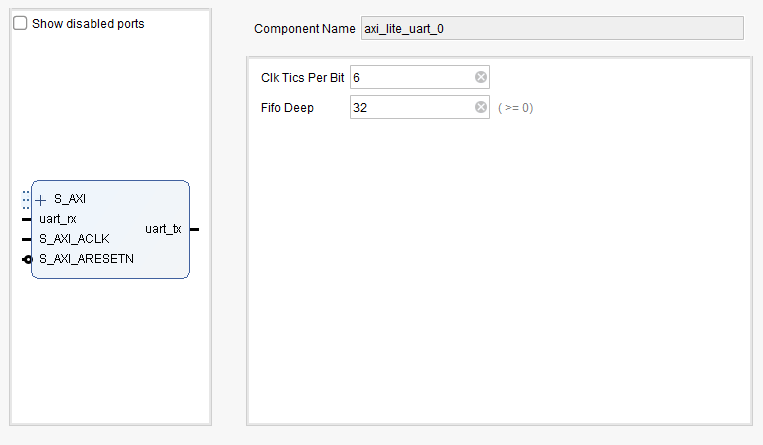 Show disabled ports
S_AXI
uart_rx
S_AXI_ACLK
S_AXI_ARESETN
uart_tx
Component Name axi_lite_uart_0
Clk Tics Per Bit 6
Fifo Deep 32 ( >= 0)